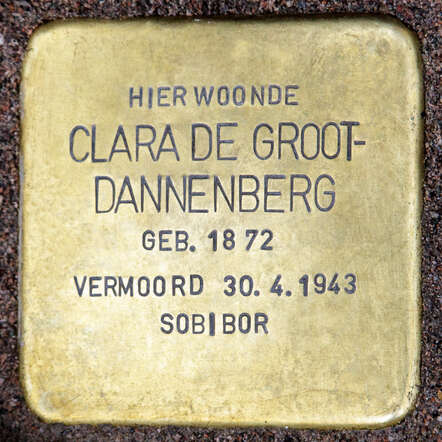 HIER WOONDE
CLARA DE GROOT-
DANNENBERG
GEB. 1872
VERMOORD 30.4.1943
SOBIBOR